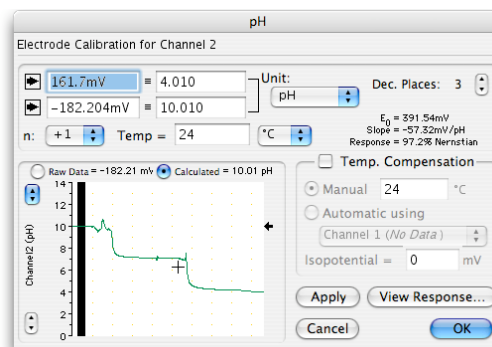 pH
Electrode Calibration for Channel 2
161.7mV = 4.010
-182.204mV = 10.010
Unit:
pH
Dec. Places: 3
E0 = 391.54mV
Slope = -57.32mV/pH
Response = 97.2% Nernstian
n: +1 Temp = 24 °C
Raw Data = -182.21 mV Calculated = 10.01 pH
14
12
10
8
6
4
2
0
Channel2 (pH)
Temp. Compensation
Manual 24 °C
Automatic using
Channel 1 (No Data)
Isopotential = 0 mV
Apply View Response...
Cancel OK